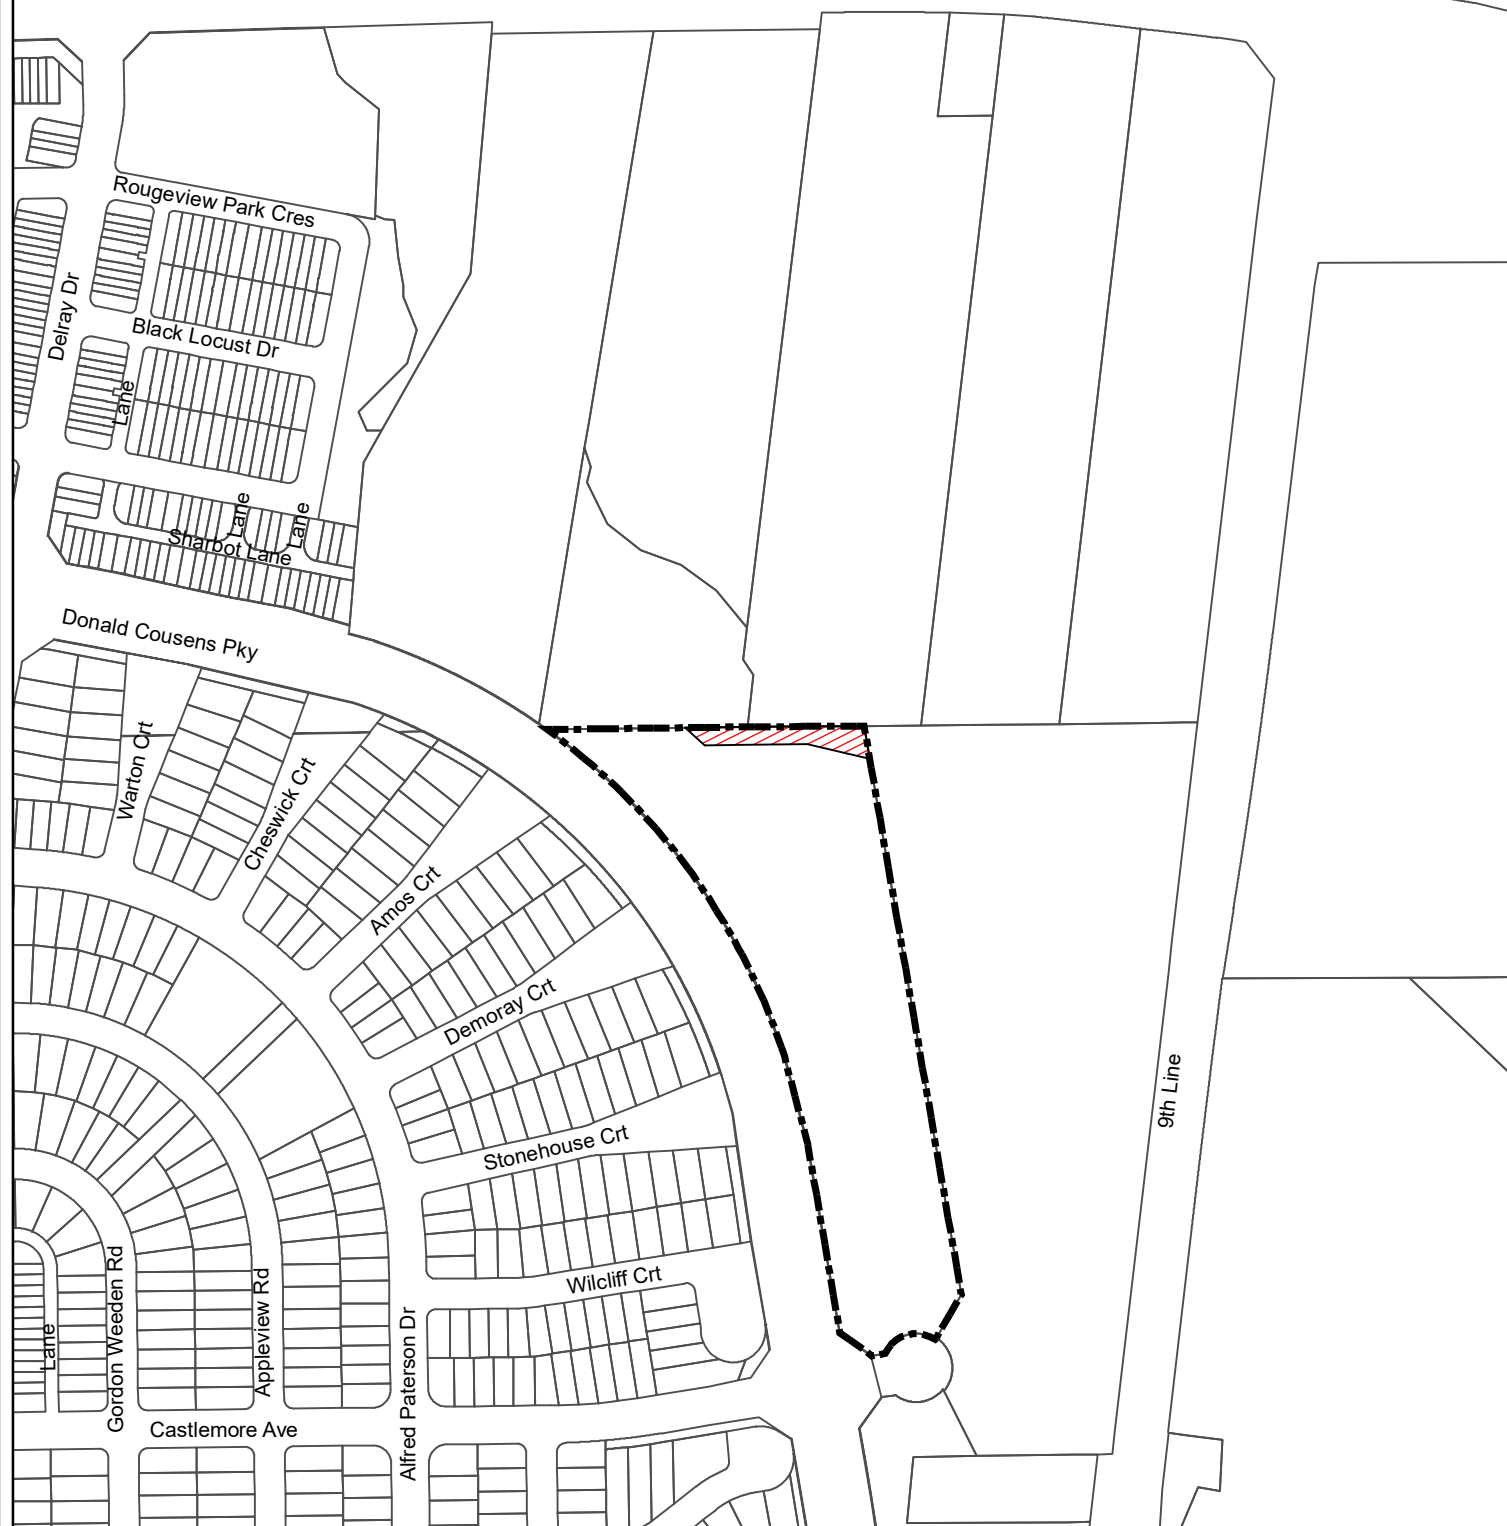 Rougeview Park Cres
Delray Dr
Black Locust Dr
Lane
Lane
Lane
Sharbot Lane
Donald Cousens Pky
Warton Crt
Cheswick Crt
Amos Crt
Demoray Crt
9th Line
Stonehouse Crt
Wilcliff Crt
Lane
Gordon Weeden Rd
Appleview Rd
Alfred Paterson Dr
Castlemore Ave